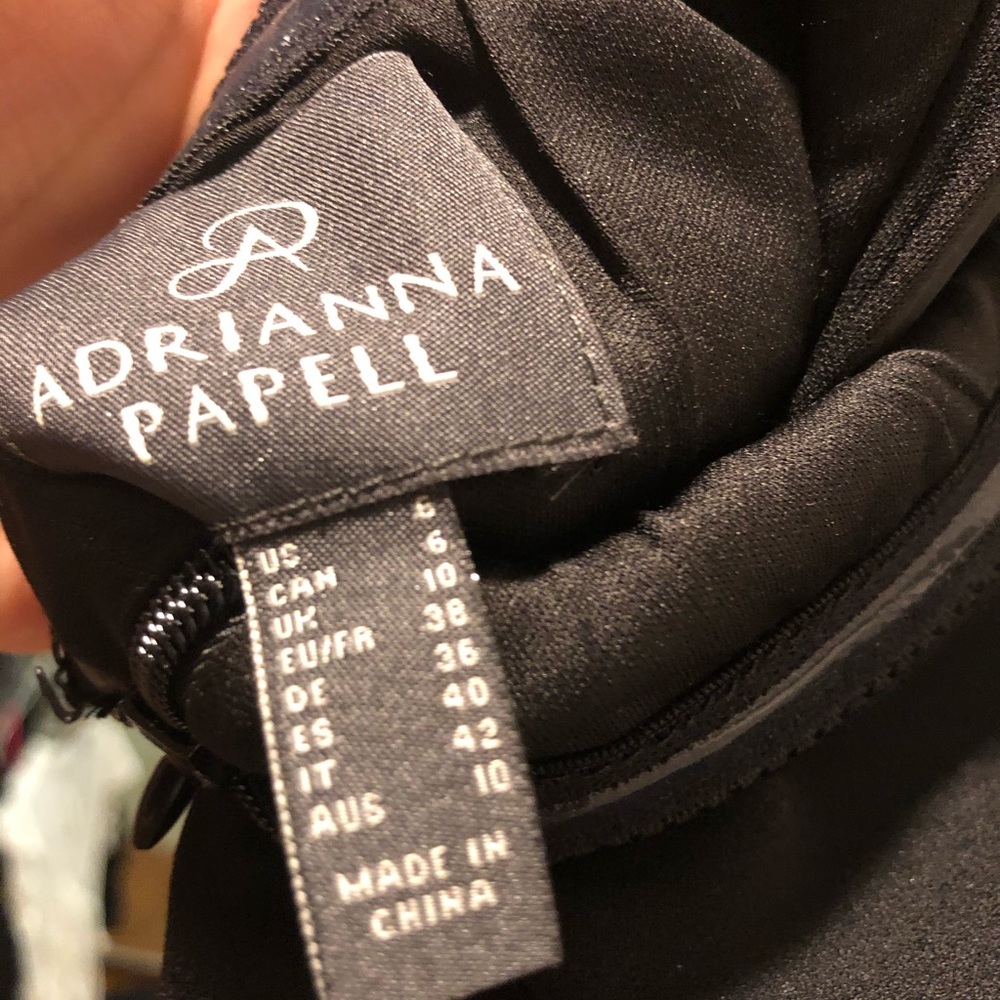 ADRIANNA
PAPELL
US 6
CAN 6
UK 10
EU/FR 38
DE 36
ES 40
IT 42
AUS 10
MADE IN
CHINA